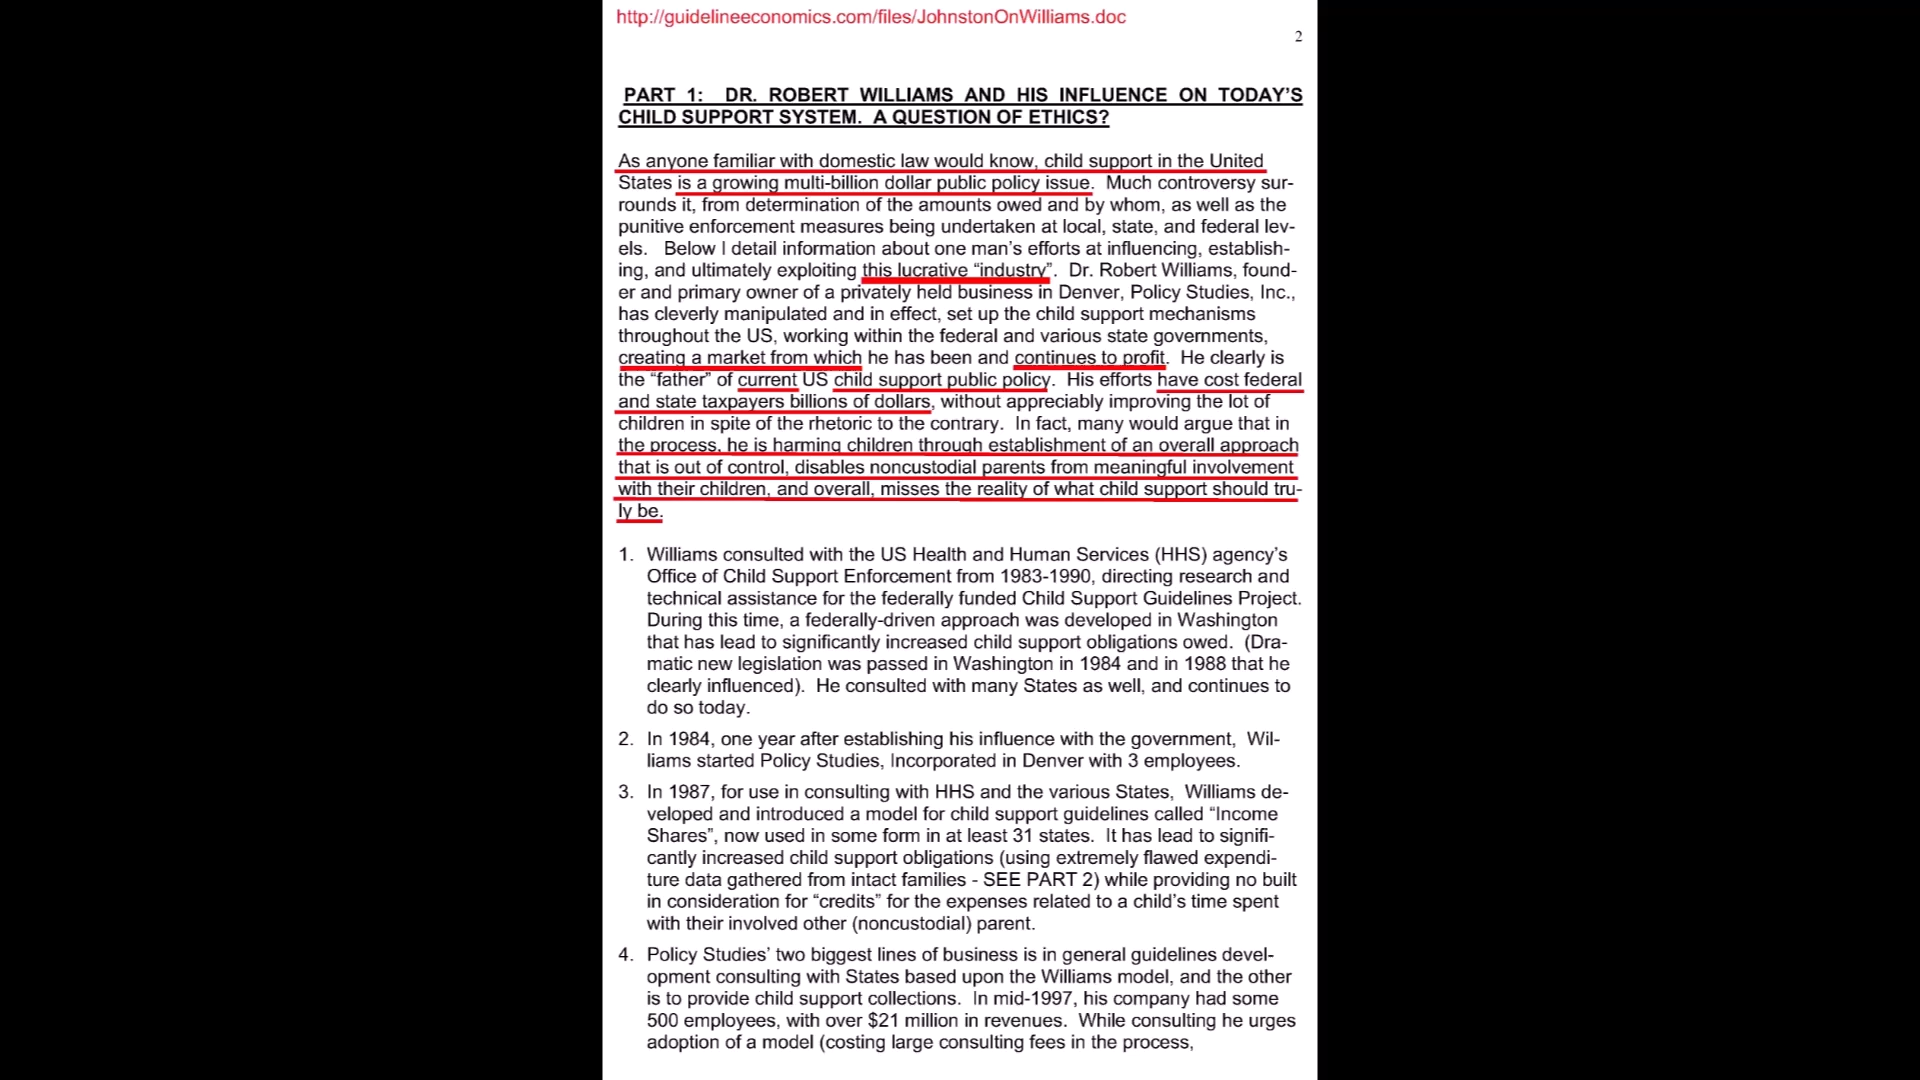 http://guidelineeconomics.com/files/JohnstonOnWilliams.doc
2
PART 1: DR. ROBERT WILLIAMS AND HIS INFLUENCE ON TODAY'S
CHILD SUPPORT SYSTEM. A QUESTION OF ETHICS?
As anyone familiar with domestic law would know, child support in the United
States is a growing multi-billion dollar public policy issue. Much controversy sur-
rounds it, from determination of the amounts owed and by whom, as well as the
punitive enforcement measures being undertaken at local, state, and federal lev-
els. Below I detail information about one man's efforts at influencing, establish-
ing, and ultimately exploiting this lucrative "industry". Dr. Robert Williams, found-
er and primary owner of a privately held business in Denver, Policy Studies, Inc.,
has cleverly manipulated and in effect, set up the child support mechanisms
throughout the US, working within the federal and various state governments,
creating a market from which he has been and continues to profit. He clearly is
the "father" of current US child support public policy. His efforts have cost federal
and state taxpayers billions of dollars, without appreciably improving the lot of
children in spite of the rhetoric to the contrary. In fact, many would argue that in
the process, he is harming children through establishment of an overall approach
that is out of control, disables noncustodial parents from meaningful involvement
with their children, and overall, misses the reality of what child support should tru-
ly be.
1. Williams consulted with the US Health and Human Services (HHS) agency's
Office of Child Support Enforcement from 1983-1990, directing research and
technical assistance for the federally funded Child Support Guidelines Project.
During this time, a federally-driven approach was developed in Washington
that has lead to significantly increased child support obligations owed. (Dra-
matic new legislation was passed in Washington in 1984 and in 1988 that he
clearly influenced). He consulted with many States as well, and continues to
do so today.
2. In 1984, one year after establishing his influence with the government, Wil-
liams started Policy Studies, Incorporated in Denver with 3 employees.
3. In 1987, for use in consulting with HHS and the various States, Williams de-
veloped and introduced a model for child support guidelines called "Income
Shares", now used in some form in at least 31 states. It has lead to signifi-
cantly increased child support obligations (using extremely flawed expendi-
ture data gathered from intact families - SEE PART 2) while providing no built
in consideration for "credits" for the expenses related to a child's time spent
with their involved other (noncustodial) parent.
4. Policy Studies' two biggest lines of business is in general guidelines devel-
opment consulting with States based upon the Williams model, and the other
is to provide child support collections. In mid-1997, his company had some
500 employees, with over $21 million in revenues. While consulting he urges
adoption of a model (costing large consulting fees in the process,